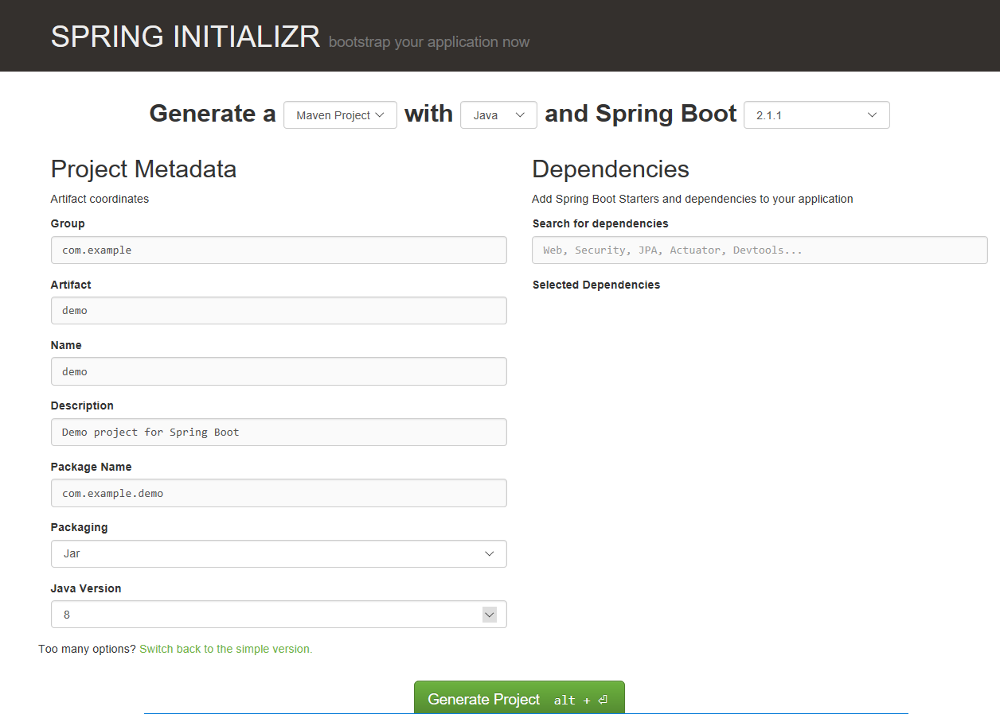 SPRING INITIALIZR bootstrap your application now
Generate a Maven Project with Java and Spring Boot 2.1.1
Project Metadata
Artifact coordinates
Group
com.example
Artifact
demo
Name
demo
Description
Demo project for Spring Boot
Package Name
com.example.demo
Packaging
Jar
Java Version
8
Dependencies
Add Spring Boot Starters and dependencies to your application
Search for dependencies
Web, Security, JPA, Actuator, Devtools...
Selected Dependencies
Too many options? Switch back to the simple version.
Generate Project alt + ⏎